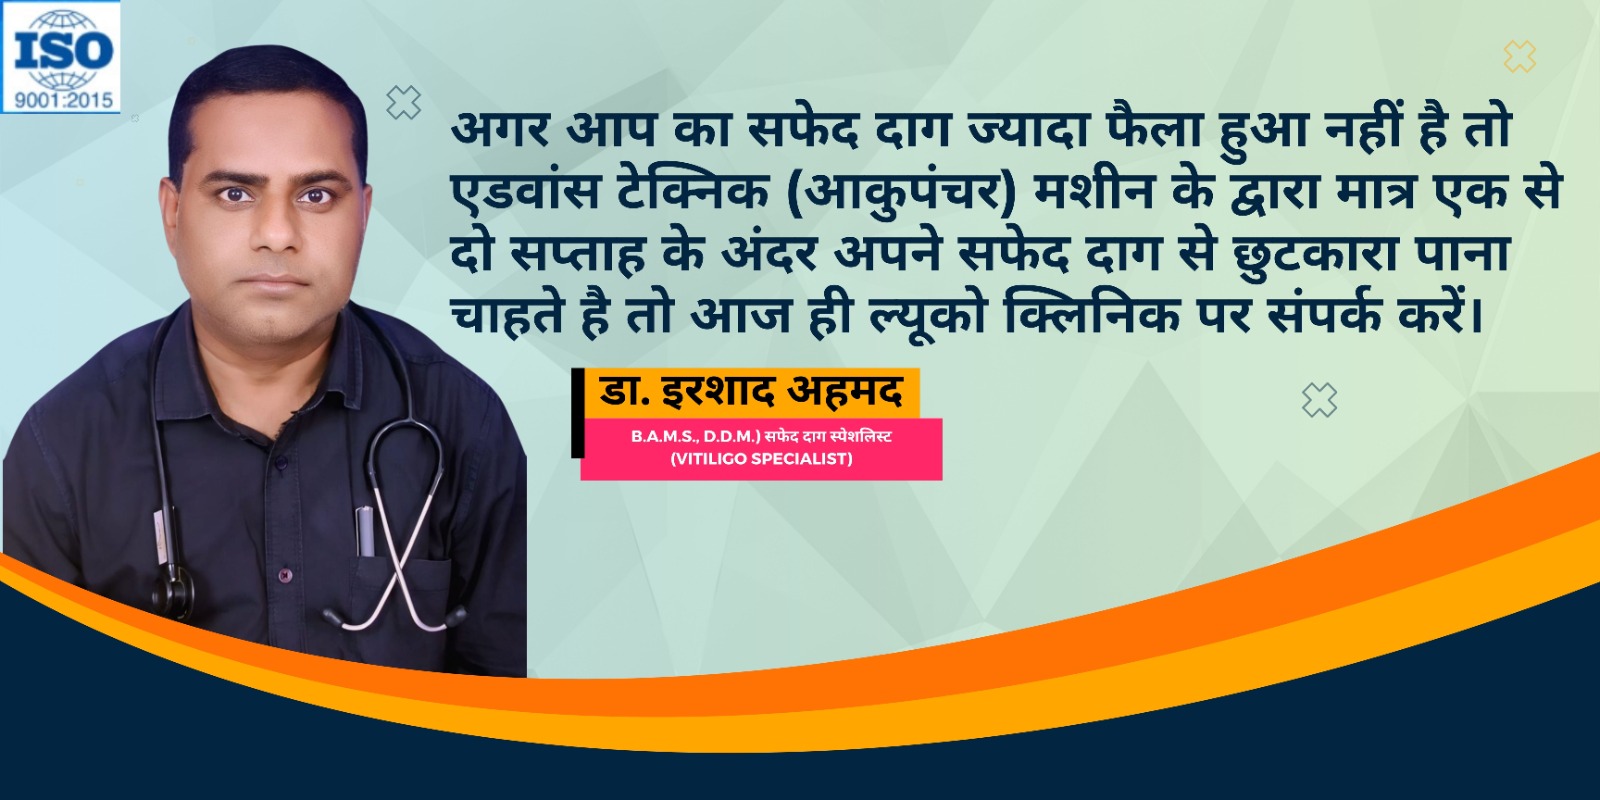 ISO
9001:2015
अगर आप का सफेद दाग ज्यादा फैला हुआ नहीं है तो
एडवांस टेक्निक (आकुपंचर) मशीन के द्वारा मात्र एक से
दो सप्ताह के अंदर अपने सफेद दाग से छुटकारा पाना
चाहते है तो आज ही ल्यूको क्लिनिक पर संपर्क करें।
डा. इरशाद अहमद
B.A.M.S., D.D.M.) सफेद दाग स्पेशलिस्ट
(VITILIGO SPECIALIST)